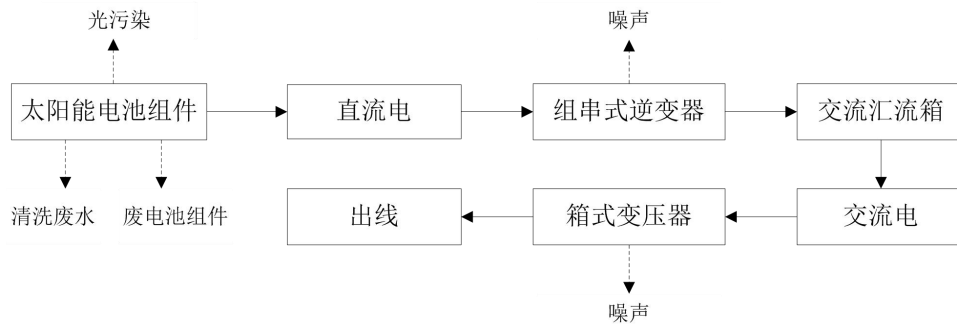 光污染
噪声
太阳能电池组件
直流电
组串式逆变器
交流汇流箱
清洗废水
废电池组件
出线
箱式变压器
交流电
噪声